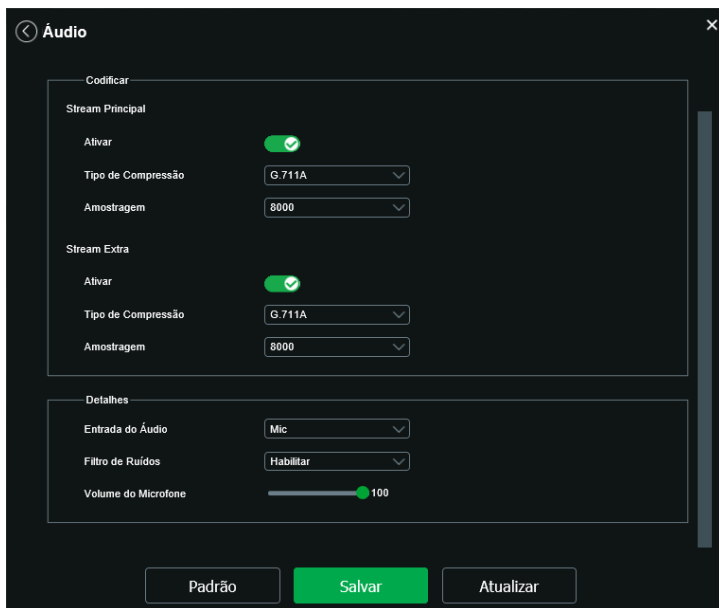 Áudio
Codificar
Stream Principal
Ativar
Tipo de Compressão G.711A
Amostragem 8000
Stream Extra
Ativar
Tipo de Compressão G.711A
Amostragem 8000
Detalhes
Entrada do Áudio Mic
Filtro de Ruídos Habilitar
Volume do Microfone 100
Padrão Salvar Atualizar